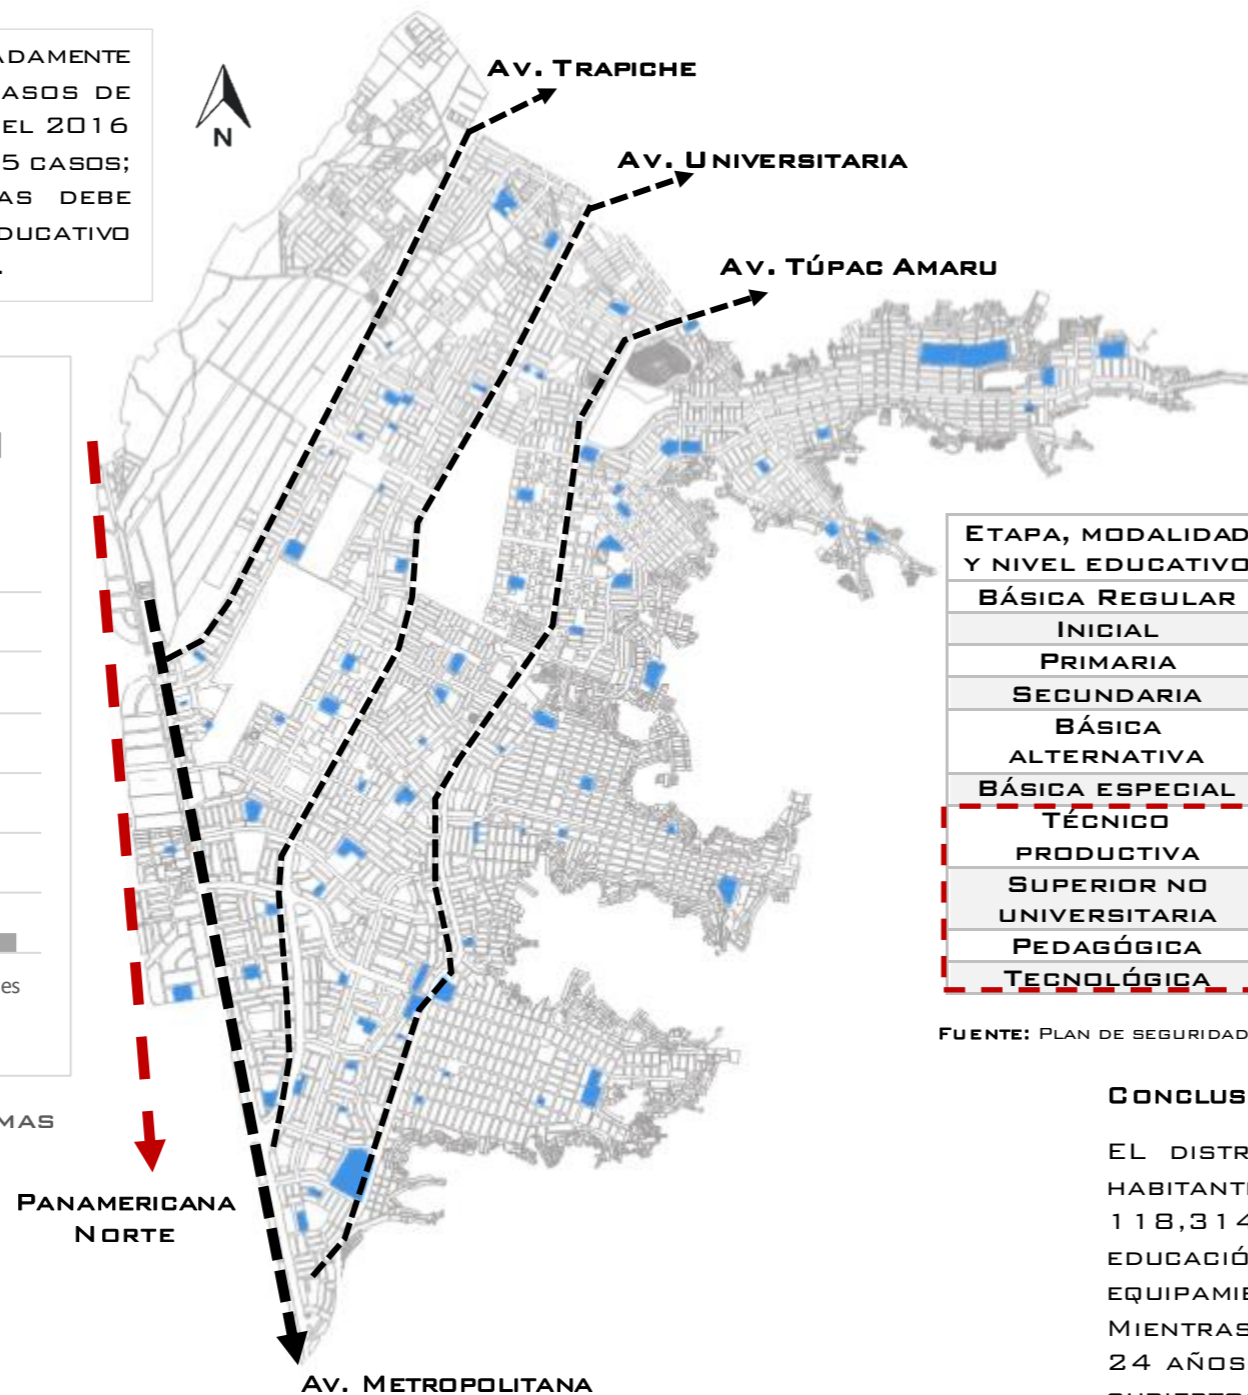 ADAMENTE
ASOS DE
EL 2016
5 CASOS;
AS DEBE
DUCATIVO
.
N
Av. Trapiche
Av. Universitaria
Av. Túpac Amaru
es
MAS
Panamericana
Norte
Av. Metropolitana
Etapa, modalidad
y nivel educativo
Básica Regular
Inicial
Primaria
Secundaria
Básica
alternativa
Básica especial
Técnico
productiva
Superior no
universitaria
Pedagógica
Tecnológica
Fuente: Plan de seguridad
Conclus
EL DISTR
HABITANT
118,314
EDUCACIÓ
EQUIPAMIE
Mientras
24 AÑOS